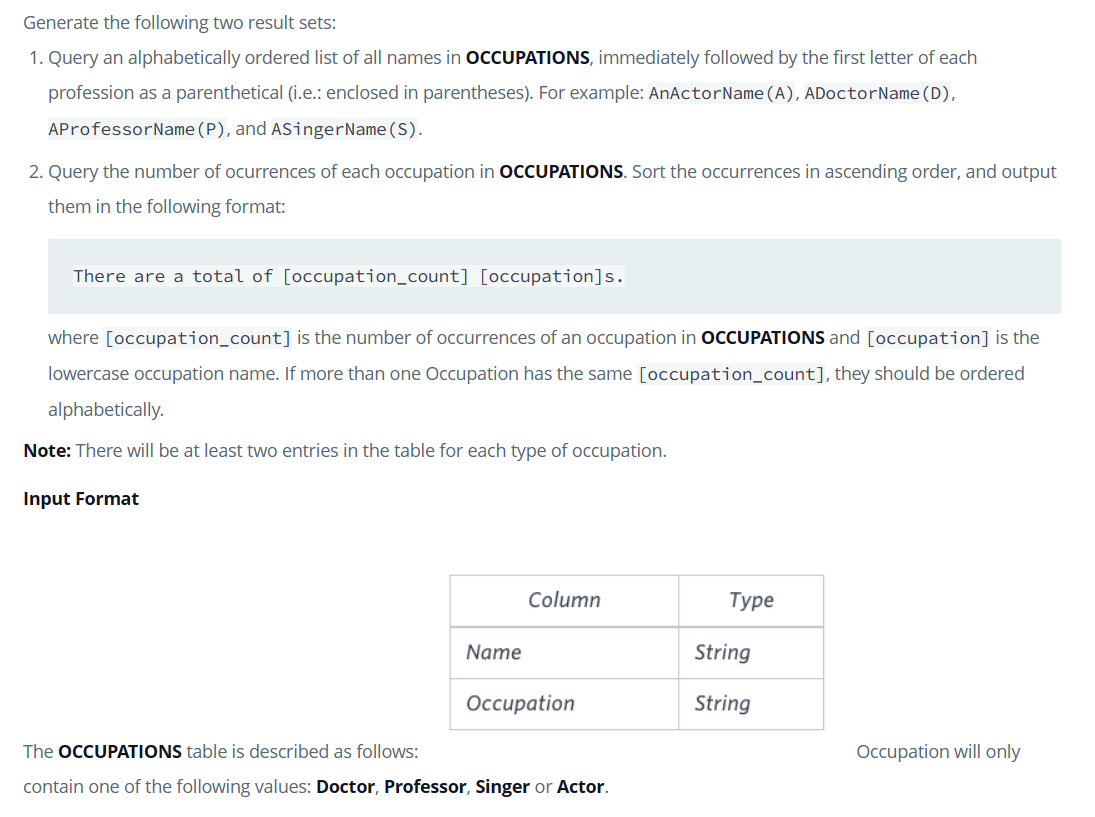 Generate the following two result sets:
1. Query an alphabetically ordered list of all names in OCCUPATIONS, immediately followed by the first letter of each
profession as a parenthetical (i.e.: enclosed in parentheses). For example: AnActorName(A), ADoctorName(D),
AProfessorName(P), and ASingerName(S).
2. Query the number of ocurrences of each occupation in OCCUPATIONS. Sort the occurrences in ascending order, and output
them in the following format:
There are a total of [occupation_count] [occupation]s.
where [occupation_count] is the number of occurrences of an occupation in OCCUPATIONS and [occupation] is the
lowercase occupation name. If more than one Occupation has the same [occupation_count], they should be ordered
alphabetically.
Note: There will be at least two entries in the table for each type of occupation.
Input Format
Column Type
Name String
Occupation String
The OCCUPATIONS table is described as follows: Occupation will only
contain one of the following values: Doctor, Professor, Singer or Actor.